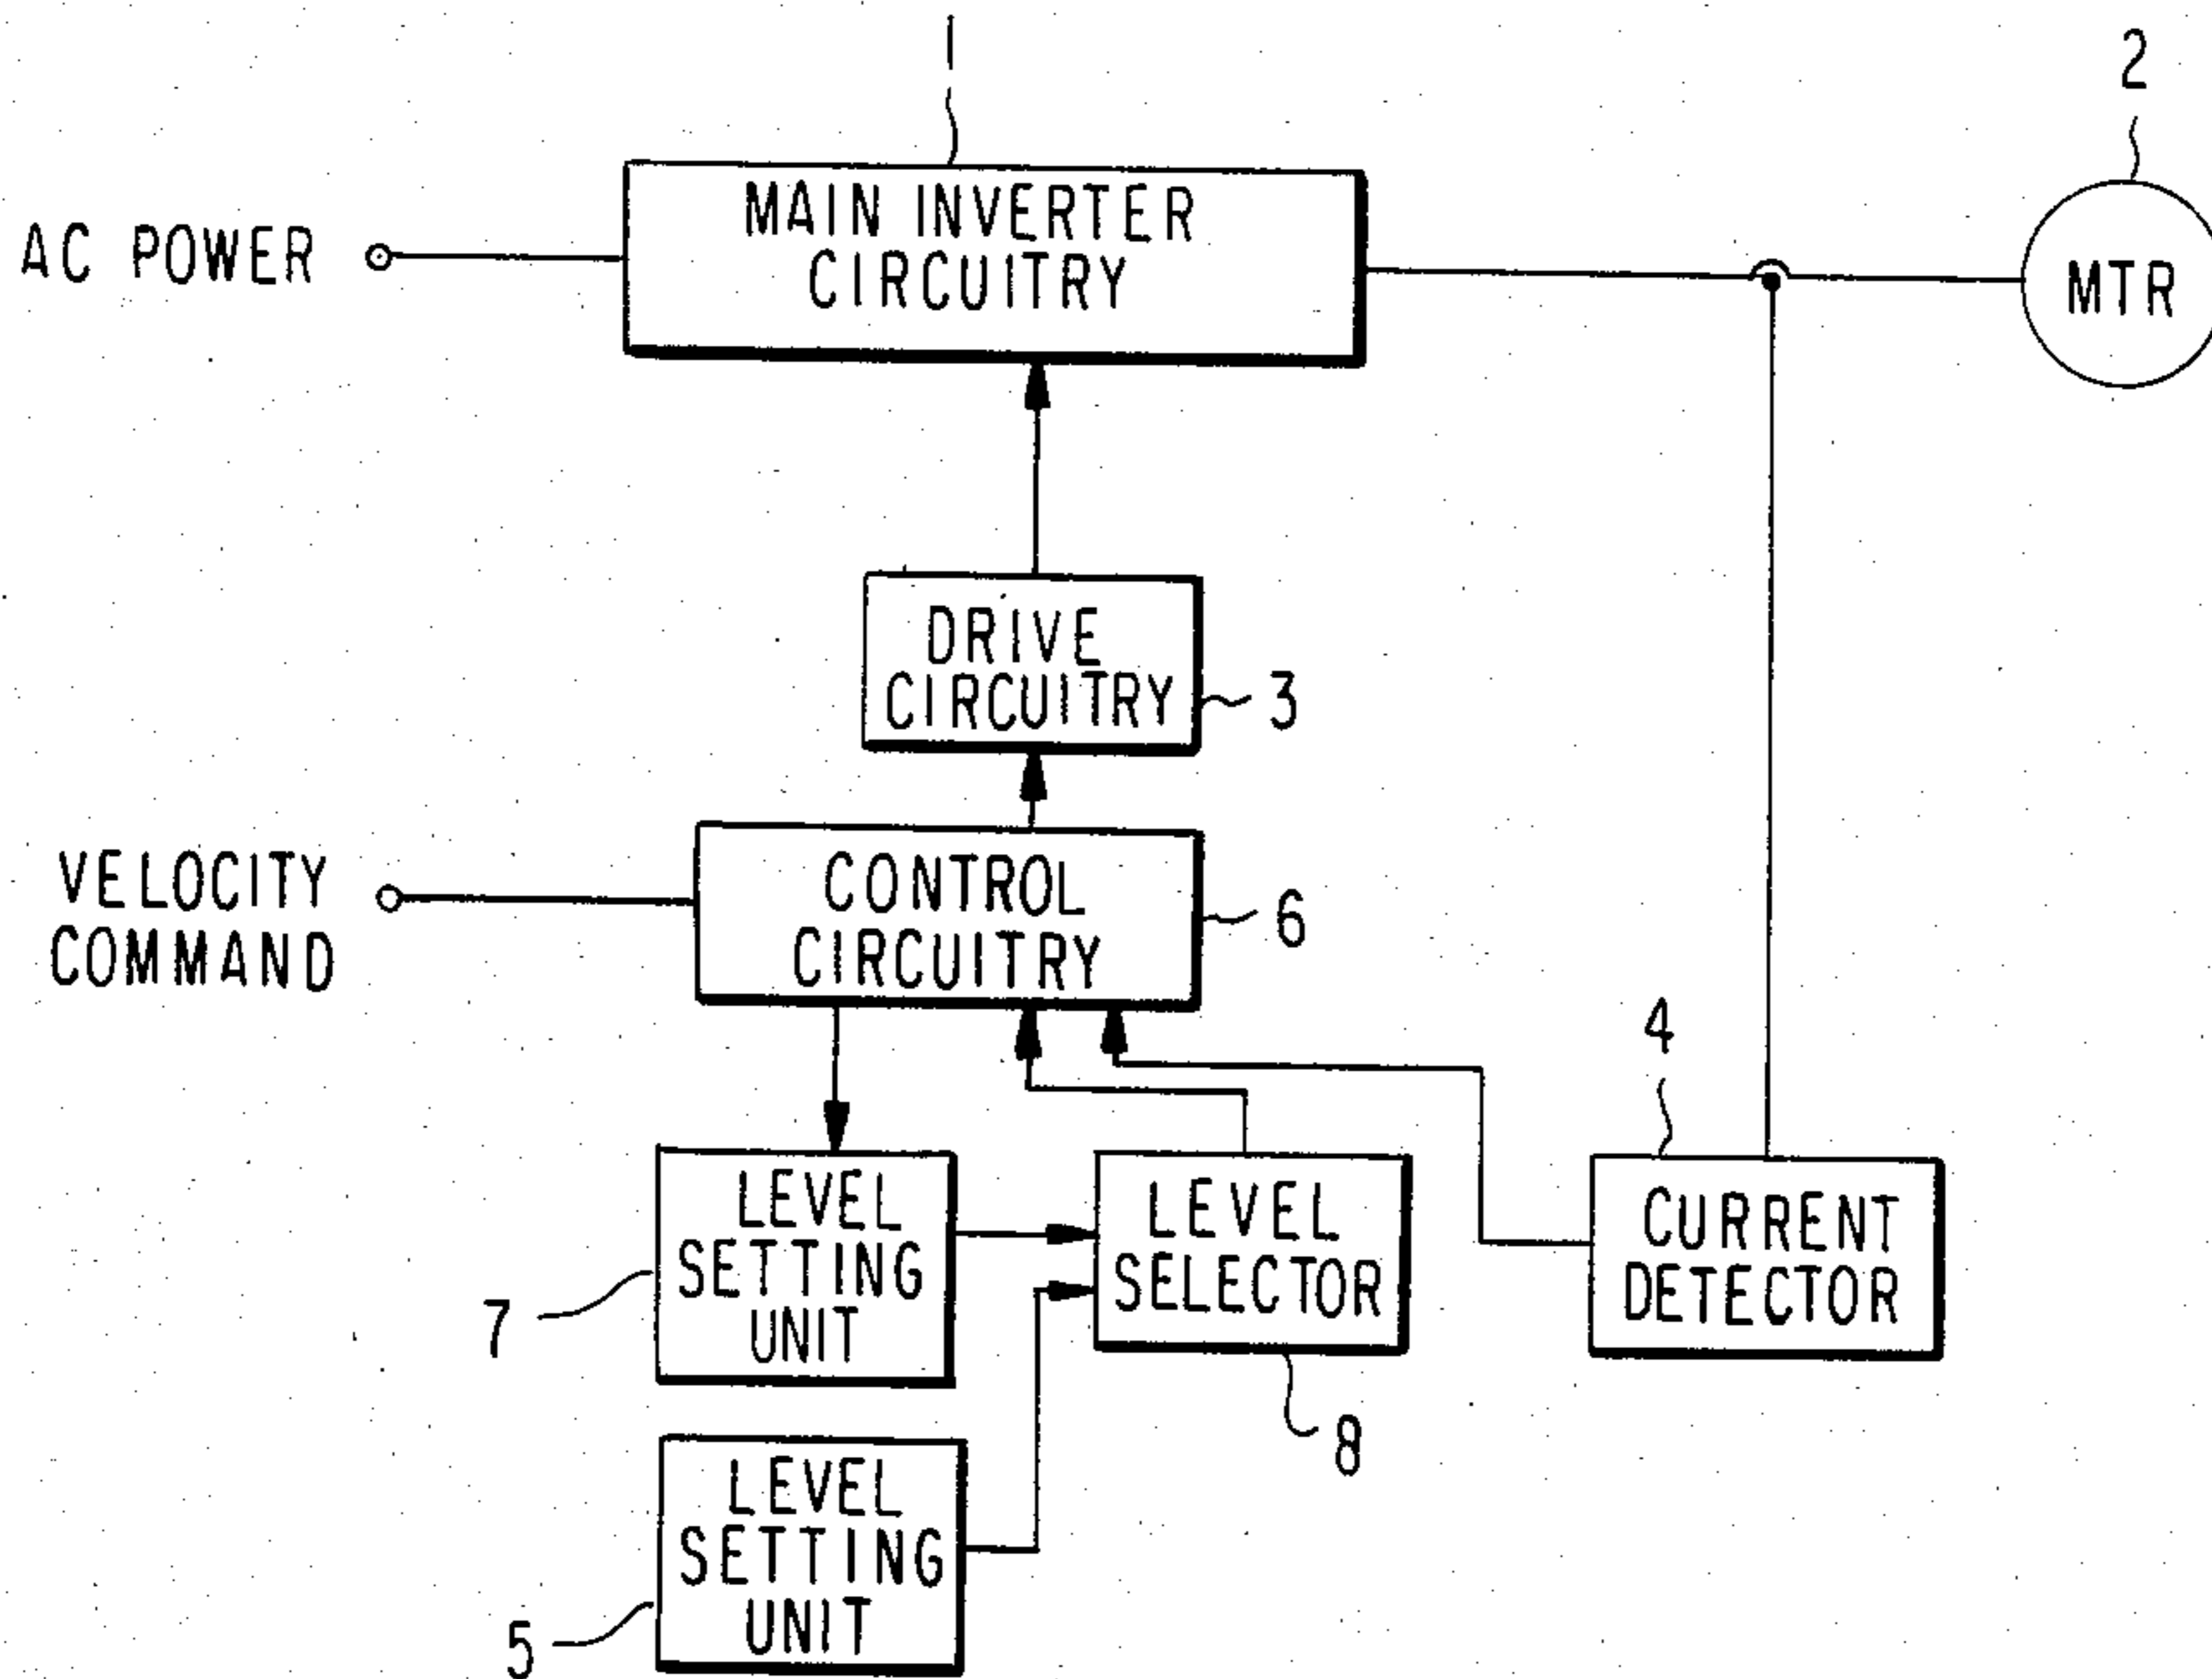 1
2
MAIN INVERTER
CIRCUITRY
AC POWER
MTR
DRIVE
CIRCUITRY
3
VELOCITY
COMMAND
CONTROL
CIRCUITRY
6
4
LEVEL
SETTING
UNIT
7
LEVEL
SELECTOR
8
CURRENT
DETECTOR
LEVEL
SETTING
UNIT
5